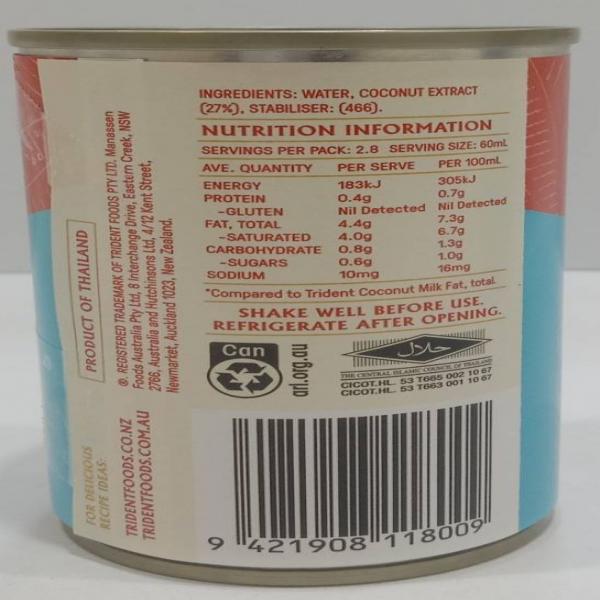 INGREDIENTS: WATER, COCONUT EXTRACT
(27%), STABILISER: (466).
NUTRITION INFORMATION
SERVINGS PER PACK: 2.8 SERVING SIZE: 60mL
AVE. QUANTITY PER SERVE PER 100mL
ENERGY 183kJ 305kJ
PROTEIN 0.4g 0.7g
-GLUTEN Nil Detected Nil Detected
FAT, TOTAL 4.4g 7.3g
-SATURATED 4.0g 6.7g
CARBOHYDRATE 0.8g 1.3g
-SUGARS 0.6g 1.0g
SODIUM 10mg 16mg
*Compared to Trident Coconut Milk Fat, total.
SHAKE WELL BEFORE USE.
REFRIGERATE AFTER OPENING.
Can
arl.org.au
حلال
THE CENTRAL ISLAMIC COUNCIL OF THAILAND
CICOT.HL. 53 T665 002 10 67
CICOT.HL. 53 T663 001 10 67
9 421908 118009
PRODUCT OF THAILAND
®, REGISTERED TRADEMARK OF TRIDENT FOODS PTY LTD, Manassen
Foods Australia Pty Ltd, 8 Interchange Drive, Eastern Creek, NSW
2766, Australia and Hutchinsons Ltd, 4/12 Kent Street,
Newmarket, Auckland 1023, New Zealand.
FOR DELICIOUS
RECIPE IDEAS:
TRIDENTFOODS.CO.NZ
TRIDENTFOODS.COM.AU